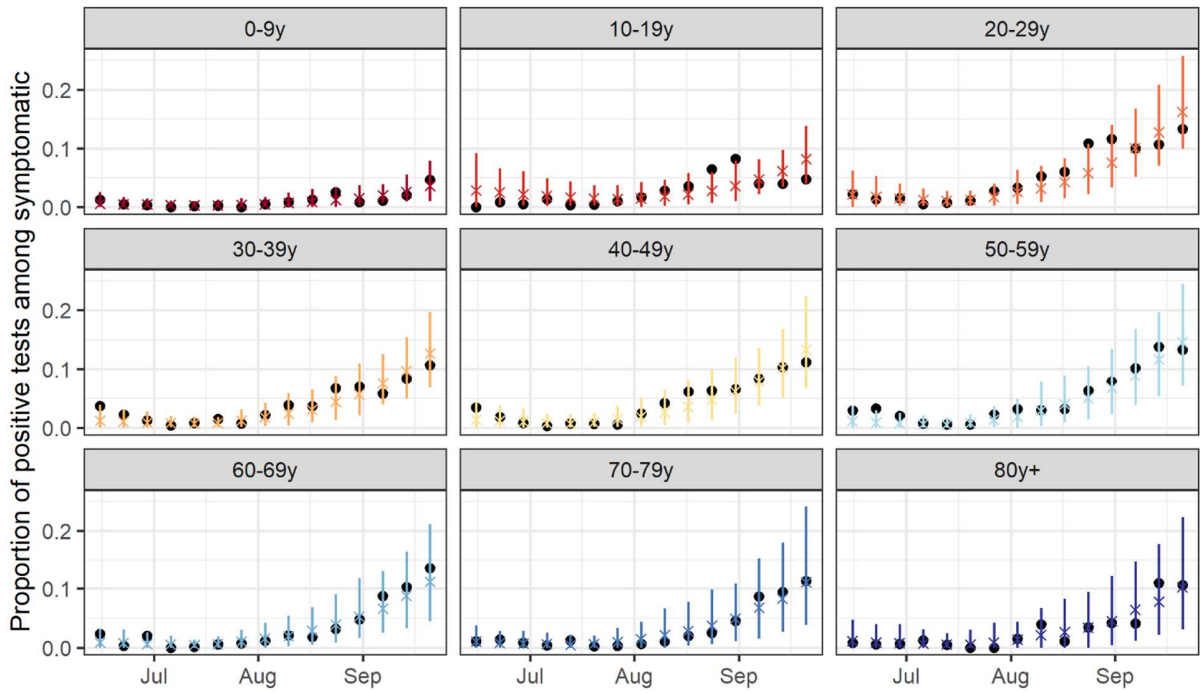 Proportion of positive tests among symptomatic
0-9y
10-19y
20-29y
0.2
0.1
0.0
30-39y
40-49y
50-59y
0.2
0.1
0.0
60-69y
70-79y
80y+
0.2
0.1
0.0
Jul Aug Sep
Jul Aug Sep
Jul Aug Sep